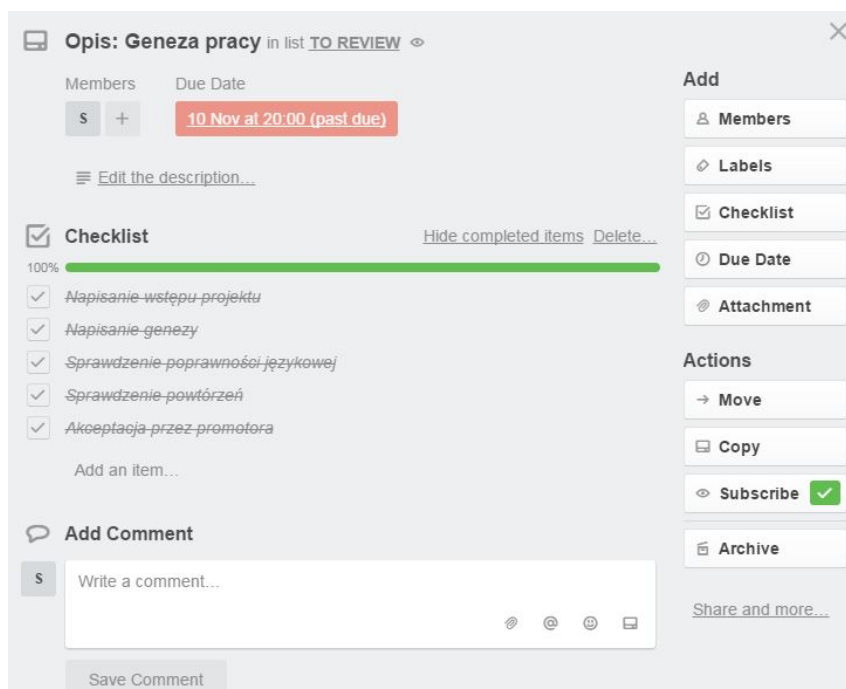 Opis: Geneza pracy in list TO REVIEW
Members Due Date
S + 10 Nov at 20:00 (past due)
Edit the description...
Checklist Hide completed items Delete...
100%
Napisanie wstępu projektu
Napisanie genezy
Sprawdzenie poprawności językowej
Sprawdzenie powtórzeń
Akceptacja przez promotora
Add an item...
Add Comment
S Write a comment...
@
Save Comment
Add
Members
Labels
Checklist
Due Date
Attachment
Actions
Move
Copy
Subscribe
Archive
Share and more...